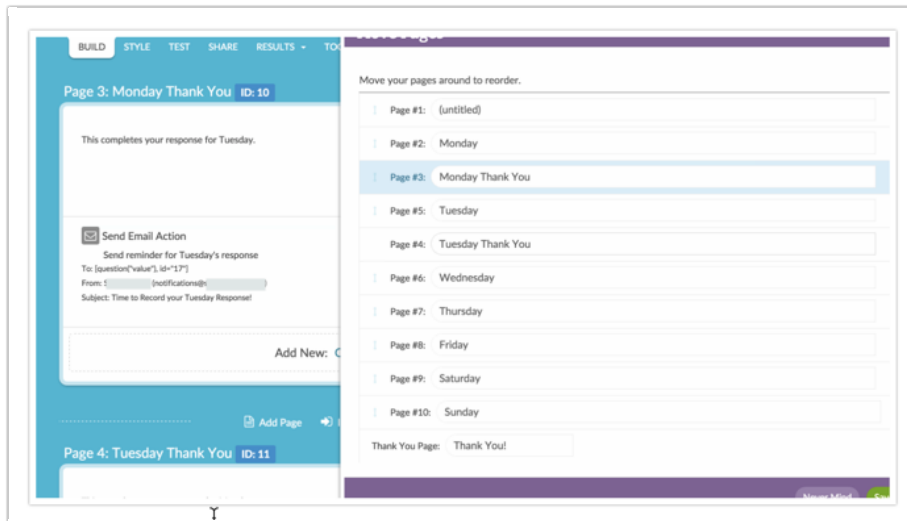 BUILD STYLE TEST SHARE RESULTS
Page 3: Monday Thank You ID: 10
This completes your response for Tuesday.
Send Email Action
Send reminder for Tuesday's response
To: [question("value"), id="17"]
From: (notifications@
Subject: Time to Record your Tuesday Response!
Add New:
Add Page
Page 4: Tuesday Thank You ID: 11
Move your pages around to reorder.
Page #1: (untitled)
Page #2: Monday
Page #3: Monday Thank You
Page #5: Tuesday
Page #4: Tuesday Thank You
Page #6: Wednesday
Page #7: Thursday
Page #8: Friday
Page #9: Saturday
Page #10: Sunday
Thank You Page: Thank You!
Never Mind